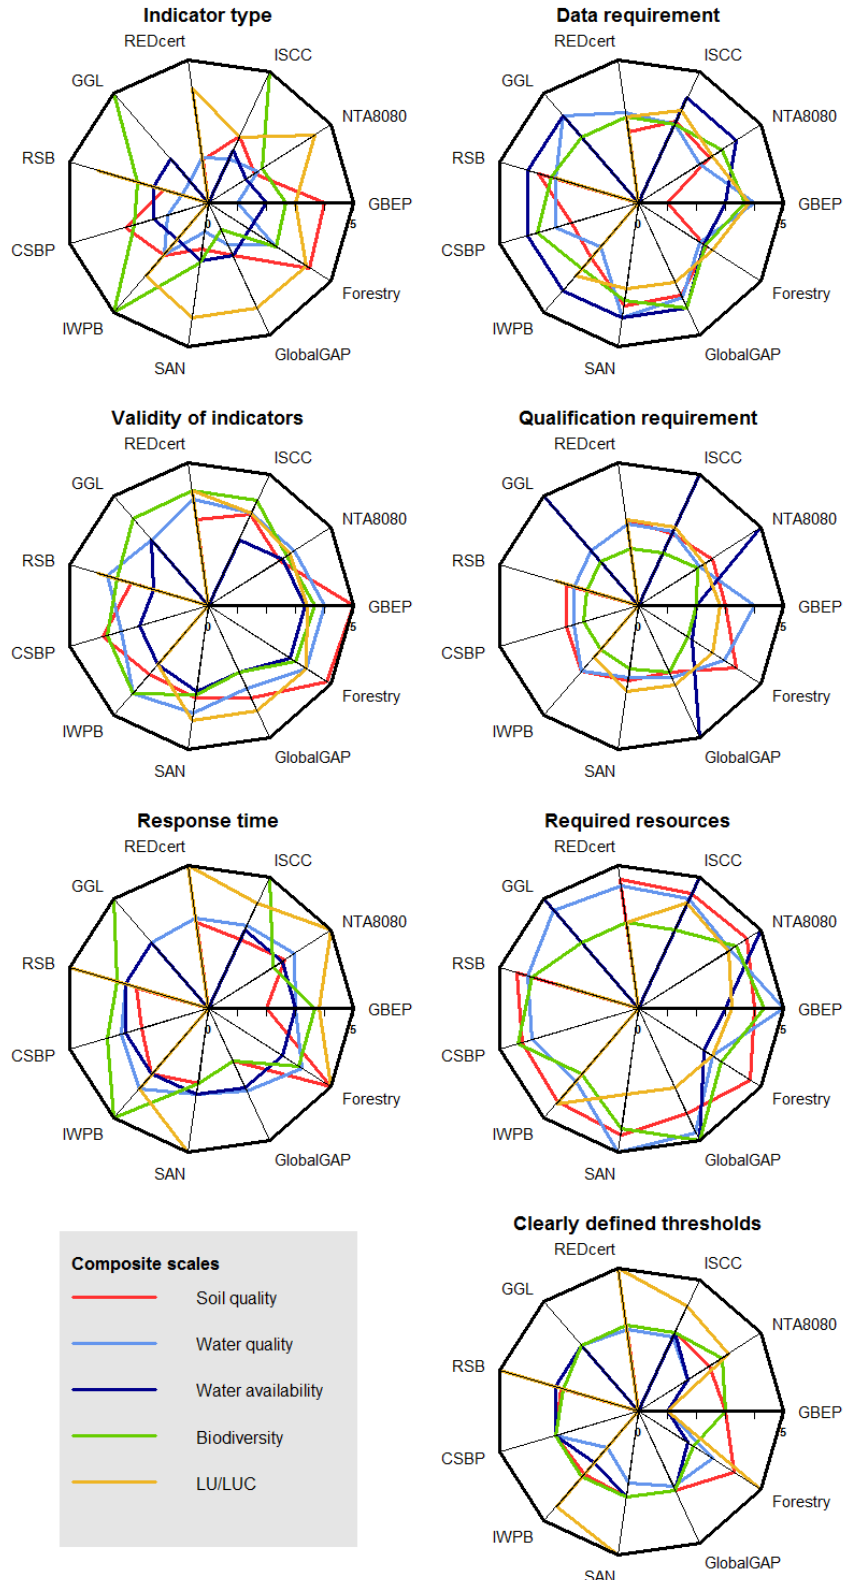 Indicator type
REDcert
ISCC
GGL
NTA8080
RSB
GBEP
0
5
CSBP
Forestry
IWPB
GlobalGAP
SAN
Data requirement
REDcert
ISCC
GGL
NTA8080
RSB
GBEP
0
5
CSBP
Forestry
IWPB
GlobalGAP
SAN
Validity of indicators
REDcert
ISCC
GGL
NTA8080
RSB
GBEP
0
5
CSBP
Forestry
IWPB
GlobalGAP
SAN
Qualification requirement
REDcert
ISCC
GGL
NTA8080
RSB
GBEP
0
5
CSBP
Forestry
IWPB
GlobalGAP
SAN
Response time
REDcert
ISCC
GGL
NTA8080
RSB
GBEP
0
5
CSBP
Forestry
IWPB
GlobalGAP
SAN
Required resources
REDcert
ISCC
GGL
NTA8080
RSB
GBEP
0
5
CSBP
Forestry
IWPB
GlobalGAP
SAN
Composite scales
Soil quality
Water quality
Water availability
Biodiversity
LU/LUC
Clearly defined thresholds
REDcert
ISCC
GGL
NTA8080
RSB
GBEP
0
5
CSBP
Forestry
IWPB
GlobalGAP
SAN